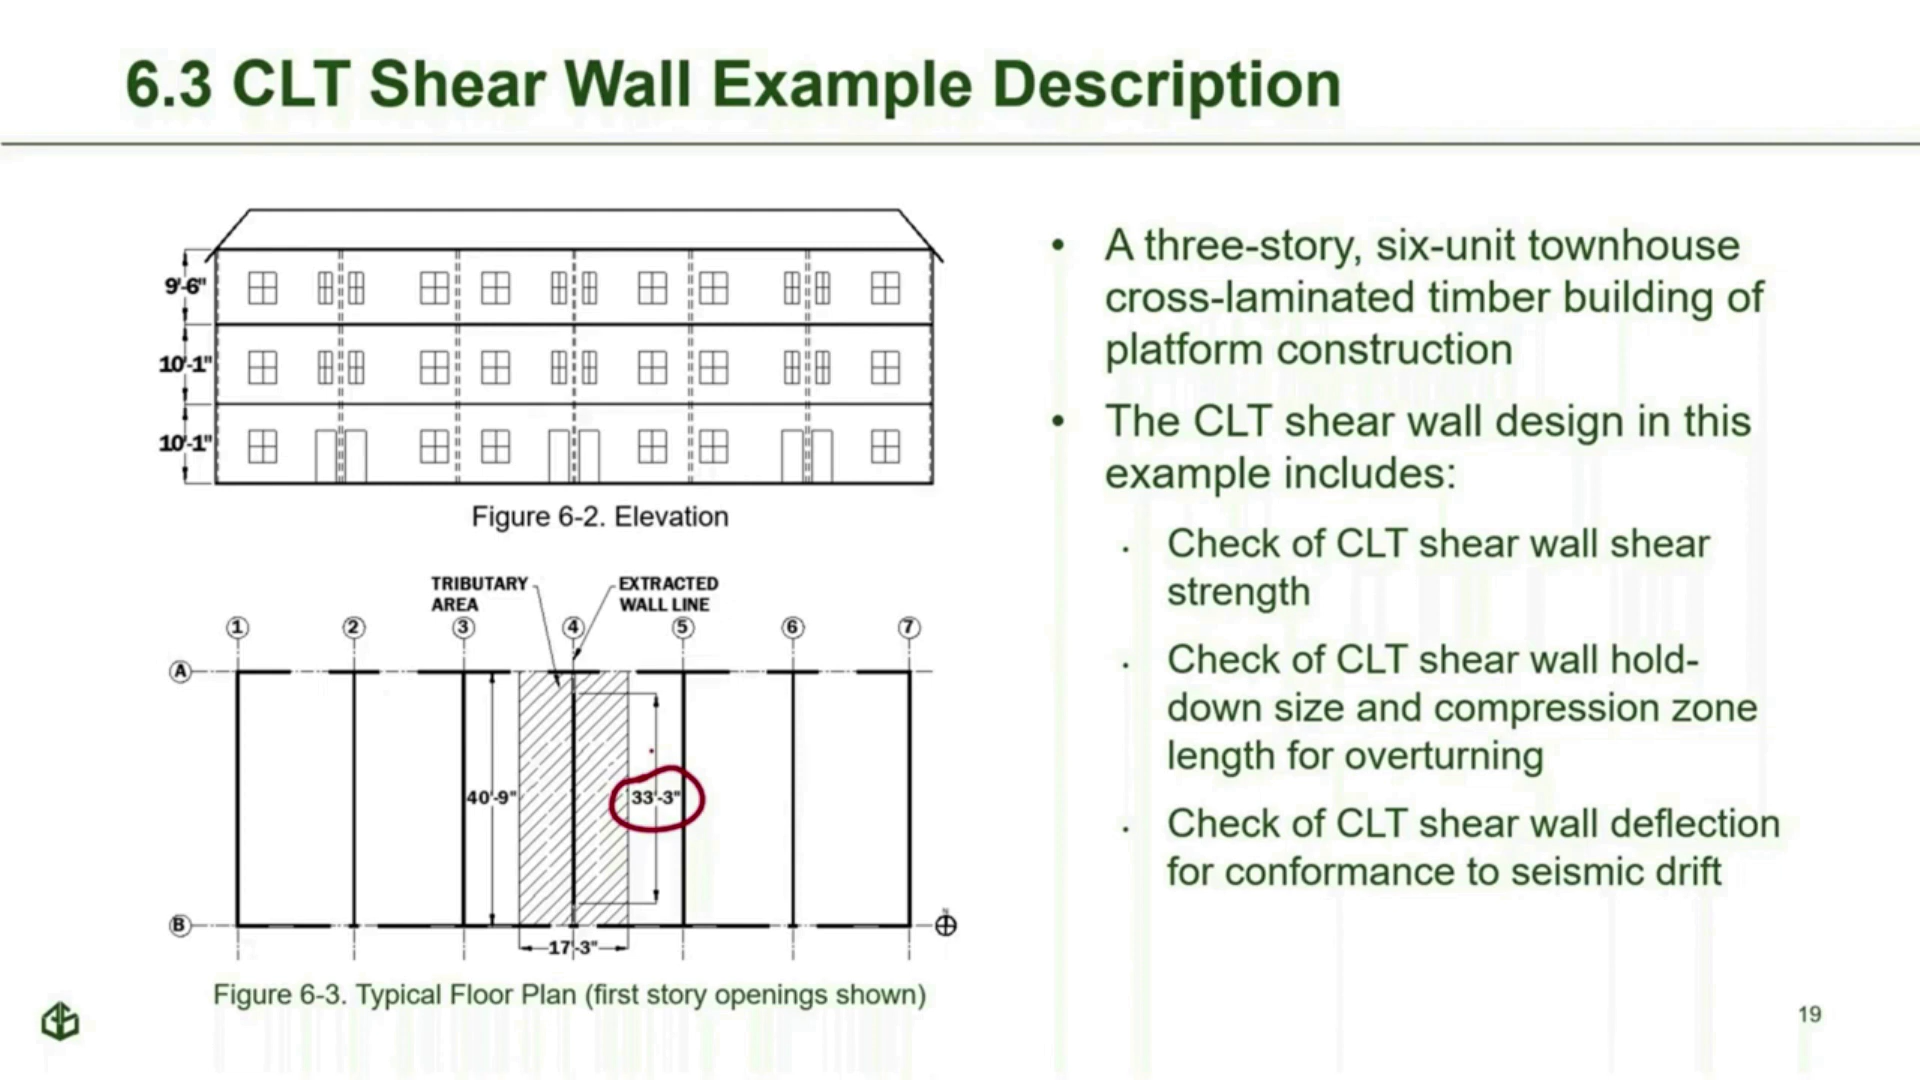 6.3 CLT Shear Wall Example Description
9'-6"
10'-1"
10'-1"
Figure 6-2. Elevation
TRIBUTARY
AREA
EXTRACTED
WALL LINE
1 2 3 4 5 6 7
A
40'-9"
33'-3"
B
N
17'-3"
Figure 6-3. Typical Floor Plan (first story openings shown)
• A three-story, six-unit townhouse
cross-laminated timber building of
platform construction
• The CLT shear wall design in this
example includes:
• Check of CLT shear wall shear
strength
• Check of CLT shear wall hold-
down size and compression zone
length for overturning
• Check of CLT shear wall deflection
for conformance to seismic drift
19